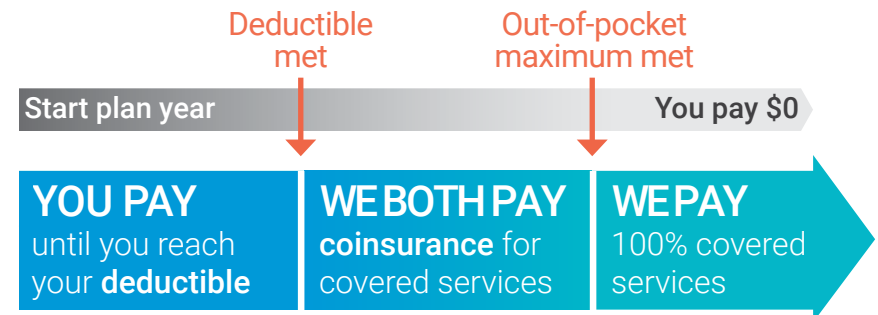 Deductible
met
Out-of-pocket
maximum met
Start plan year
You pay $0
YOU PAY
until you reach
your deductible
WE BOTH PAY
coinsurance for
covered services
WE PAY
100% covered
services